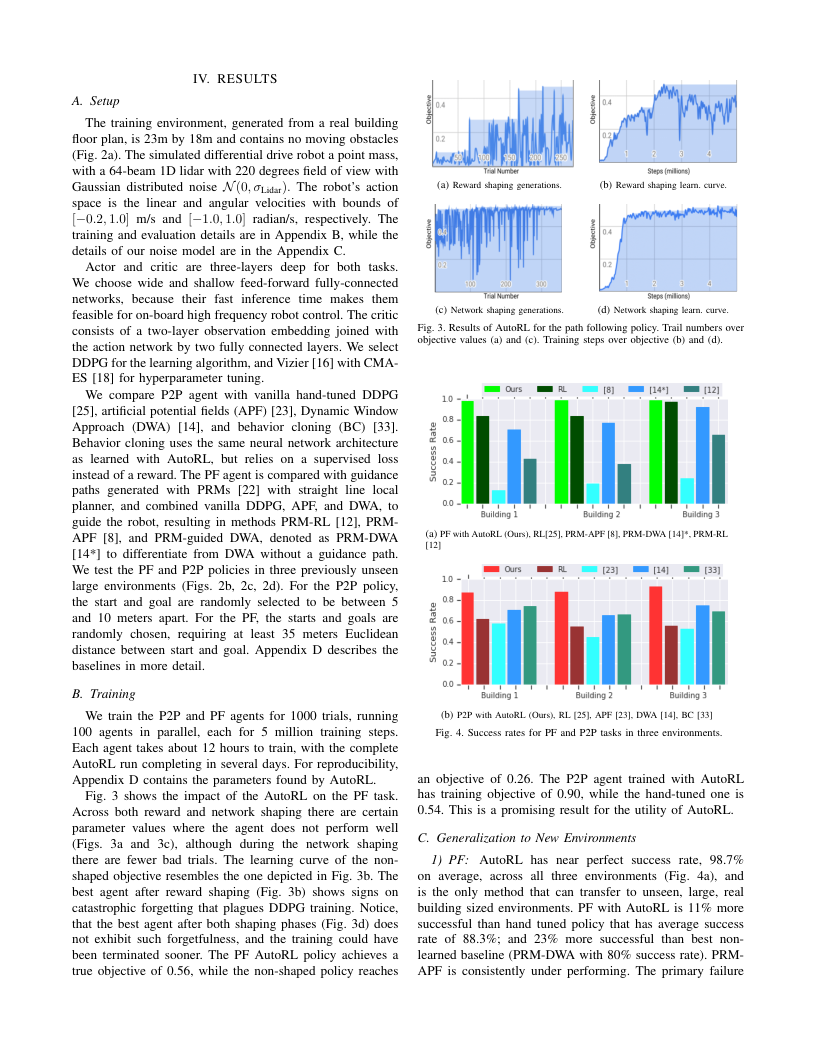 IV. RESULTS
A. Setup
The training environment, generated from a real building
floor plan, is 23m by 18m and contains no moving obstacles
(Fig. 2a). The simulated differential drive robot a point mass,
with a 64-beam 1D lidar with 220 degrees field of view with
Gaussian distributed noise N(0, σLidar). The robot's action
space is the linear and angular velocities with bounds of
[−0.2, 1.0] m/s and [−1.0, 1.0] radian/s, respectively. The
training and evaluation details are in Appendix B, while the
details of our noise model are in the Appendix C.
Actor and critic are three-layers deep for both tasks.
We choose wide and shallow feed-forward fully-connected
networks, because their fast inference time makes them
feasible for on-board high frequency robot control. The critic
consists of a two-layer observation embedding joined with
the action network by two fully connected layers. We select
DDPG for the learning algorithm, and Vizier [16] with CMA-
ES [18] for hyperparameter tuning.
We compare P2P agent with vanilla hand-tuned DDPG
[25], artificial potential fields (APF) [23], Dynamic Window
Approach (DWA) [14], and behavior cloning (BC) [33].
Behavior cloning uses the same neural network architecture
as learned with AutoRL, but relies on a supervised loss
instead of a reward. The PF agent is compared with guidance
paths generated with PRMs [22] with straight line local
planner, and combined vanilla DDPG, APF, and DWA, to
guide the robot, resulting in methods PRM-RL [12], PRM-
APF [8], and PRM-guided DWA, denoted as PRM-DWA
[14*] to differentiate from DWA without a guidance path.
We test the PF and P2P policies in three previously unseen
large environments (Figs. 2b, 2c, 2d). For the P2P policy,
the start and goal are randomly selected to be between 5
and 10 meters apart. For the PF, the starts and goals are
randomly chosen, requiring at least 35 meters Euclidean
distance between start and goal. Appendix D describes the
baselines in more detail.
B. Training
We train the P2P and PF agents for 1000 trials, running
100 agents in parallel, each for 5 million training steps.
Each agent takes about 12 hours to train, with the complete
AutoRL run completing in several days. For reproducibility,
Appendix D contains the parameters found by AutoRL.
Fig. 3 shows the impact of the AutoRL on the PF task.
Across both reward and network shaping there are certain
parameter values where the agent does not perform well
(Figs. 3a and 3c), although during the network shaping
there are fewer bad trials. The learning curve of the non-
shaped objective resembles the one depicted in Fig. 3b. The
best agent after reward shaping (Fig. 3b) shows signs on
catastrophic forgetting that plagues DDPG training. Notice,
that the best agent after both shaping phases (Fig. 3d) does
not exhibit such forgetfulness, and the training could have
been terminated sooner. The PF AutoRL policy achieves a
true objective of 0.56, while the non-shaped policy reaches
Objective
0.4
0.2
100 150 200 250
Trial Number
(a) Reward shaping generations.
Objective
0.4
0.2
1 2 3 4
Steps (millions)
(b) Reward shaping learn. curve.
Objective
0.4
0.2
100 200 300
Trial Number
(c) Network shaping generations.
Objective
0.4
0.2
1 2 3 4
Steps (millions)
(d) Network shaping learn. curve.
Fig. 3. Results of AutoRL for the path following policy. Trail numbers over
objective values (a) and (c). Training steps over objective (b) and (d).
Ours RL [8] [14*] [12]
Success Rate
1.0
0.8
0.6
0.4
0.2
0.0
Building 1 Building 2 Building 3
(a) PF with AutoRL (Ours), RL[25], PRM-APF [8], PRM-DWA [14]*, PRM-RL
[12]
Ours RL [23] [14] [33]
Success Rate
1.0
0.8
0.6
0.4
0.2
0.0
Building 1 Building 2 Building 3
(b) P2P with AutoRL (Ours), RL [25], APF [23], DWA [14], BC [33]
Fig. 4. Success rates for PF and P2P tasks in three environments.
an objective of 0.26. The P2P agent trained with AutoRL
has training objective of 0.90, while the hand-tuned one is
0.54. This is a promising result for the utility of AutoRL.
C. Generalization to New Environments
1) PF: AutoRL has near perfect success rate, 98.7%
on average, across all three environments (Fig. 4a), and
is the only method that can transfer to unseen, large, real
building sized environments. PF with AutoRL is 11% more
successful than hand tuned policy that has average success
rate of 88.3%; and 23% more successful than best non-
learned baseline (PRM-DWA with 80% success rate). PRM-
APF is consistently under performing. The primary failure